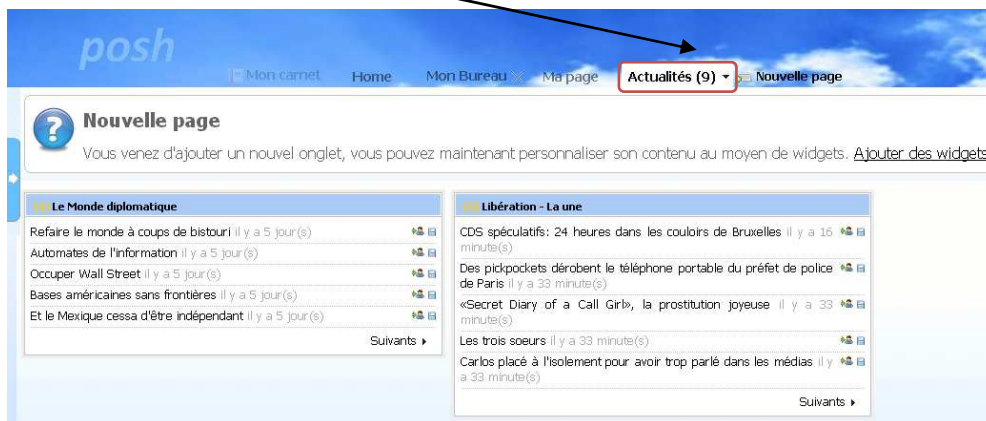 posh
Mon carnet Home Mon Bureau Ma page Actualités (9) Nouvelle page
Nouvelle page
Vous venez d'ajouter un nouvel onglet, vous pouvez maintenant personnaliser son contenu au moyen de widgets. Ajouter des widgets
Le Monde diplomatique
Refaire le monde à coups de bistouri il y a 5 jour(s)
Automates de l'information il y a 5 jour(s)
Occuper Wall Street il y a 5 jour(s)
Bases américaines sans frontières il y a 5 jour(s)
Et le Mexique cessa d'être indépendant il y a 5 jour(s)
Suivants
Libération - La une
CDS spéculatifs: 24 heures dans les couloirs de Bruxelles il y a 16
minute(s)
Des pickpockets dérobent le téléphone portable du préfet de police
de Paris il y a 33 minute(s)
«Secret Diary of a Call Girl», la prostitution joyeuse il y a 33
minute(s)
Les trois soeurs il y a 33 minute(s)
Carlos placé à l'isolement pour avoir trop parlé dans les médias il y
a 33 minute(s)
Suivants